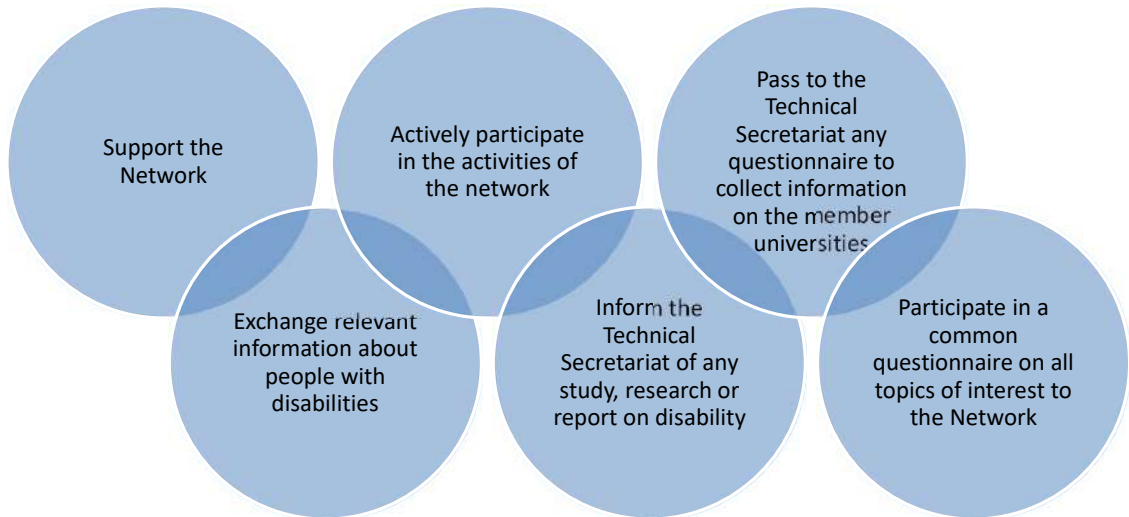 Support the
Network
Exchange relevant
information about
people with
disabilities
Actively participate
in the activities of
the network
Inform the
Technical
Secretariat of any
study, research or
report on disability
Pass to the
Technical
Secretariat any
questionnaire to
collect information
on the member
universities
Participate in a
common
questionnaire on all
topics of interest to
the Network